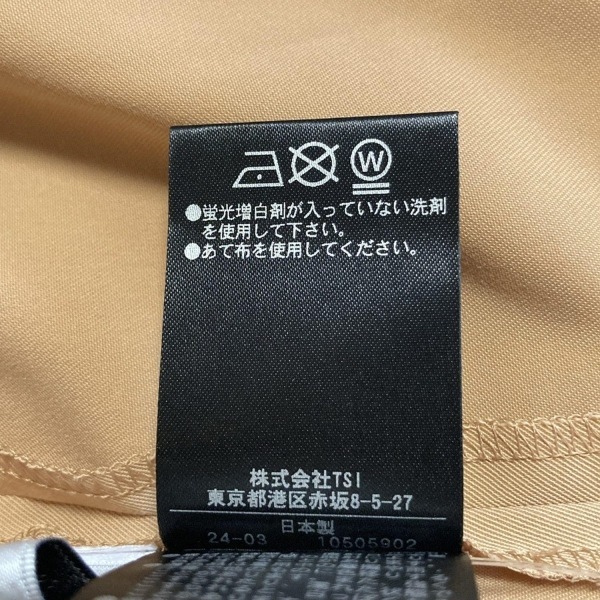 W
●蛍光増白剤が入っていない洗剤
を使用して下さい。
●あて布を使用してください。
株式会社TSI
東京都港区赤坂8-5-27
日本製
24-03 10505902